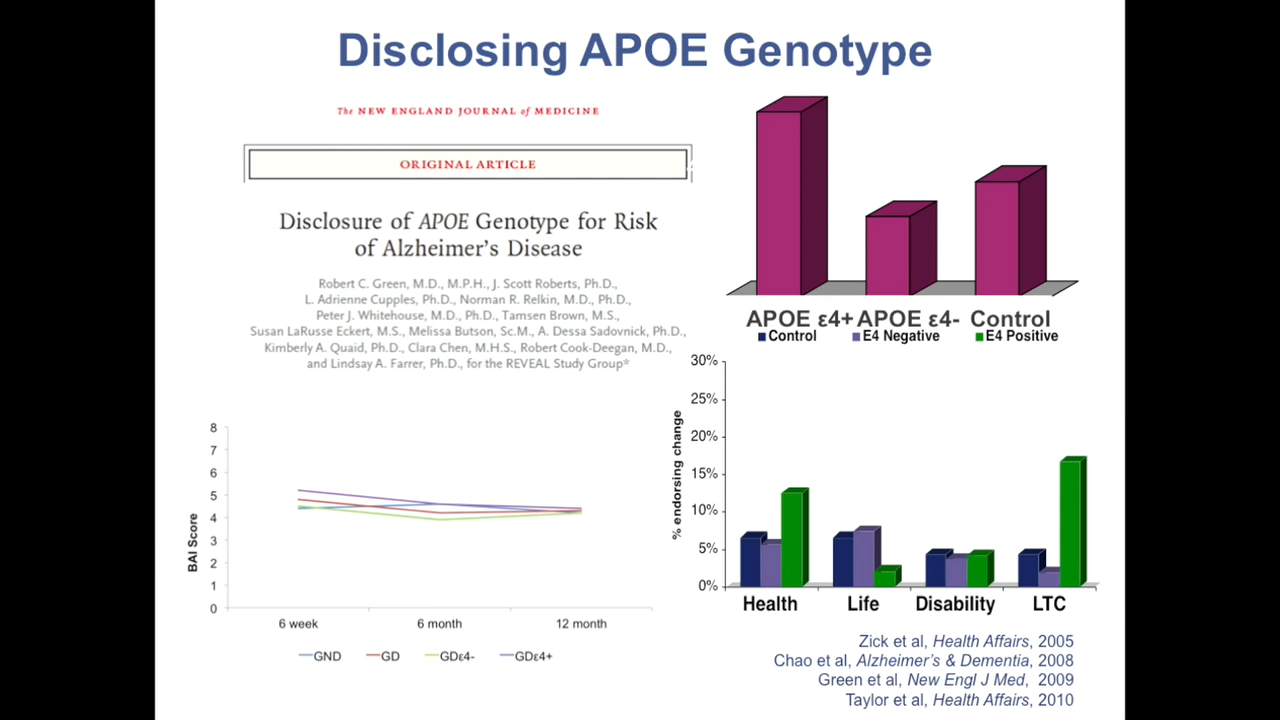 Disclosing APOE Genotype
The NEW ENGLAND JOURNAL of MEDICINE
ORIGINAL ARTICLE
Disclosure of APOE Genotype for Risk
of Alzheimer's Disease
Robert C. Green, M.D., M.P.H., J. Scott Roberts, Ph.D.,
L. Adrienne Cupples, Ph.D., Norman R. Relkin, M.D., Ph.D.,
Peter J. Whitehouse, M.D., Ph.D., Tamsen Brown, M.S.,
Susan LaRusse Eckert, M.S., Melissa Butson, Sc.M., A. Dessa Sadovnick, Ph.D.,
Kimberly A. Quaid, Ph.D., Clara Chen, M.H.S., Robert Cook-Deegan, M.D.,
and Lindsay A. Farrer, Ph.D., for the REVEAL Study Group*
APOE ε4+ APOE ε4- Control
Control E4 Negative E4 Positive
30%
25%
20%
15%
10%
5%
0%
% endorsing change
Health Life Disability LTC
8
7
6
5
4
3
2
1
0
BAI Score
6 week 6 month 12 month
GND GD GDε4- GDε4+
Zick et al, Health Affairs, 2005
Chao et al, Alzheimer's & Dementia, 2008
Green et al, New Engl J Med, 2009
Taylor et al, Health Affairs, 2010